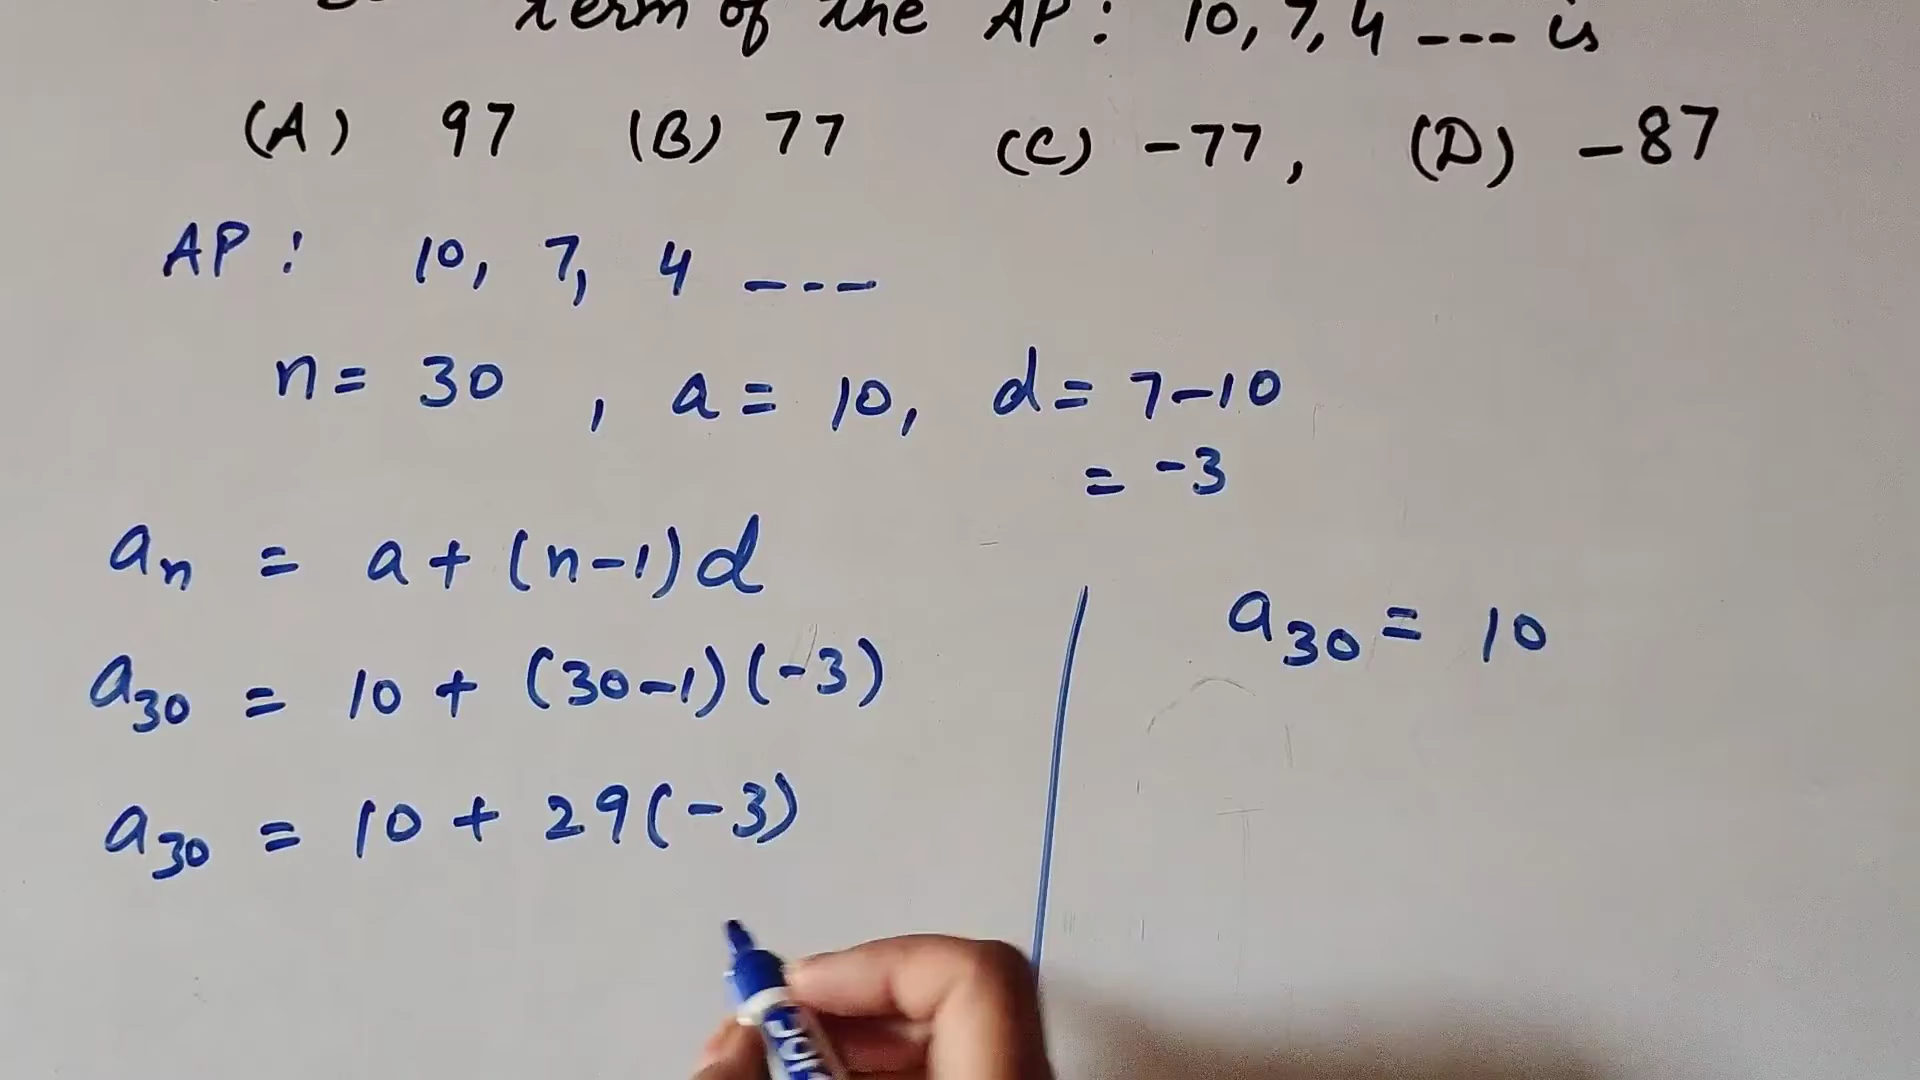 term of the AP: 10, 7, 4 --- is
(A) 97 (B) 77 (C) -77, (D) -87
AP: 10, 7, 4 ---
n = 30, a = 10, d = 7-10
= -3
an = a + (n-1)d
a30 = 10 + (30-1)(-3)
a30 = 10 + 29(-3)
a30 = 10